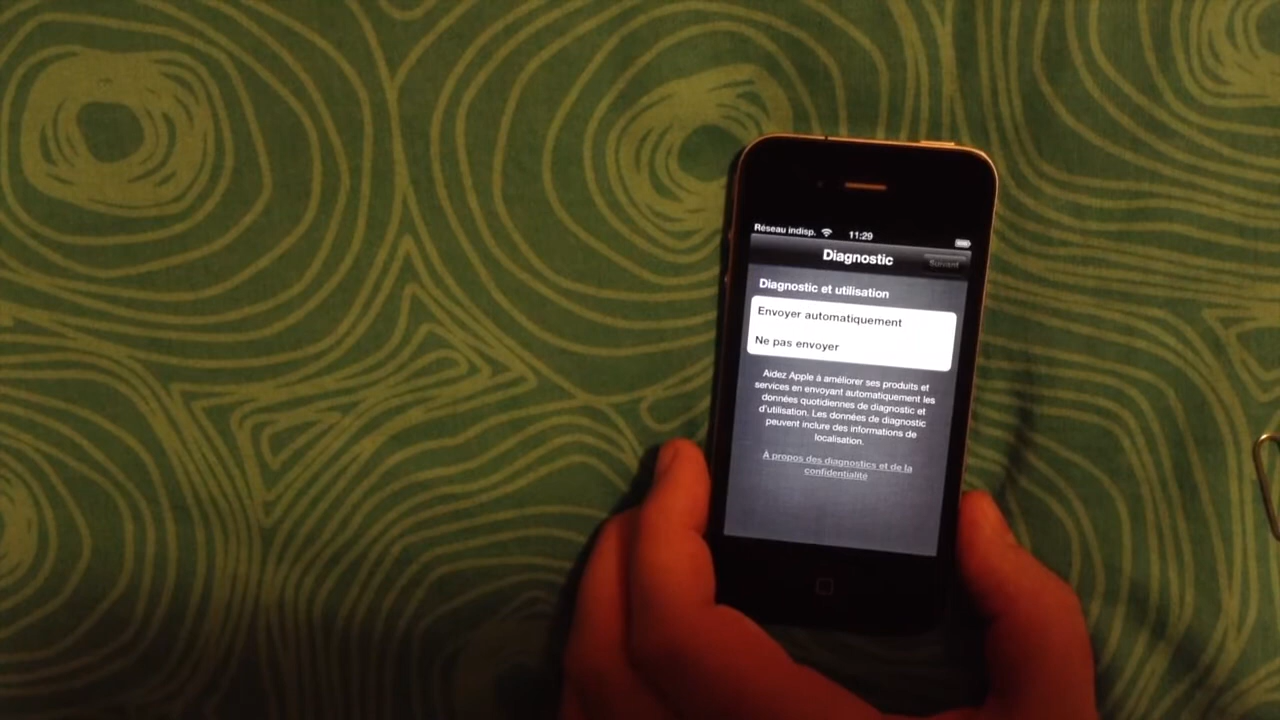 Réseau indisp. 11:29
Diagnostic Suivant
Diagnostic et utilisation
Envoyer automatiquement
Ne pas envoyer
Aidez Apple à améliorer ses produits et
services en envoyant automatiquement les
données quotidiennes de diagnostic et
d'utilisation. Les données de diagnostic
peuvent inclure des informations de
localisation.
À propos des diagnostics et de la
confidentialité